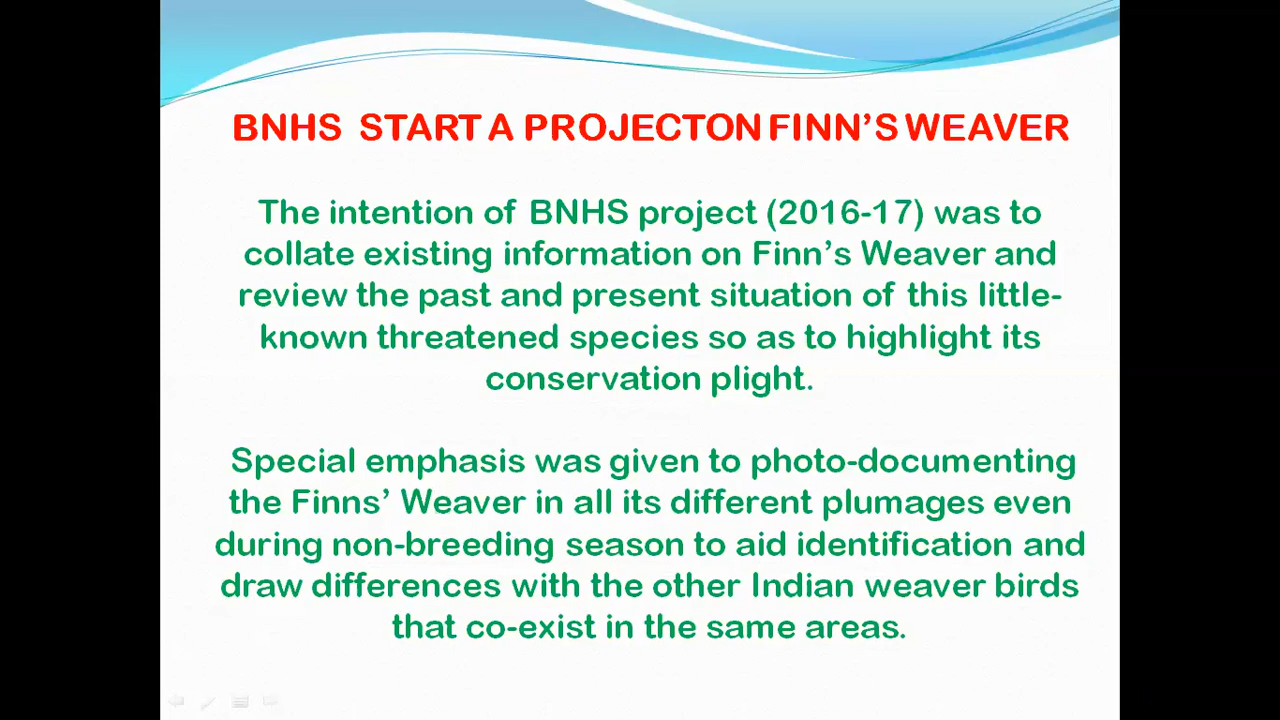 BNHS START A PROJECTON FINN'S WEAVER
The intention of BNHS project (2016-17) was to
collate existing information on Finn's Weaver and
review the past and present situation of this little-
known threatened species so as to highlight its
conservation plight.
Special emphasis was given to photo-documenting
the Finns' Weaver in all its different plumages even
during non-breeding season to aid identification and
draw differences with the other Indian weaver birds
that co-exist in the same areas.